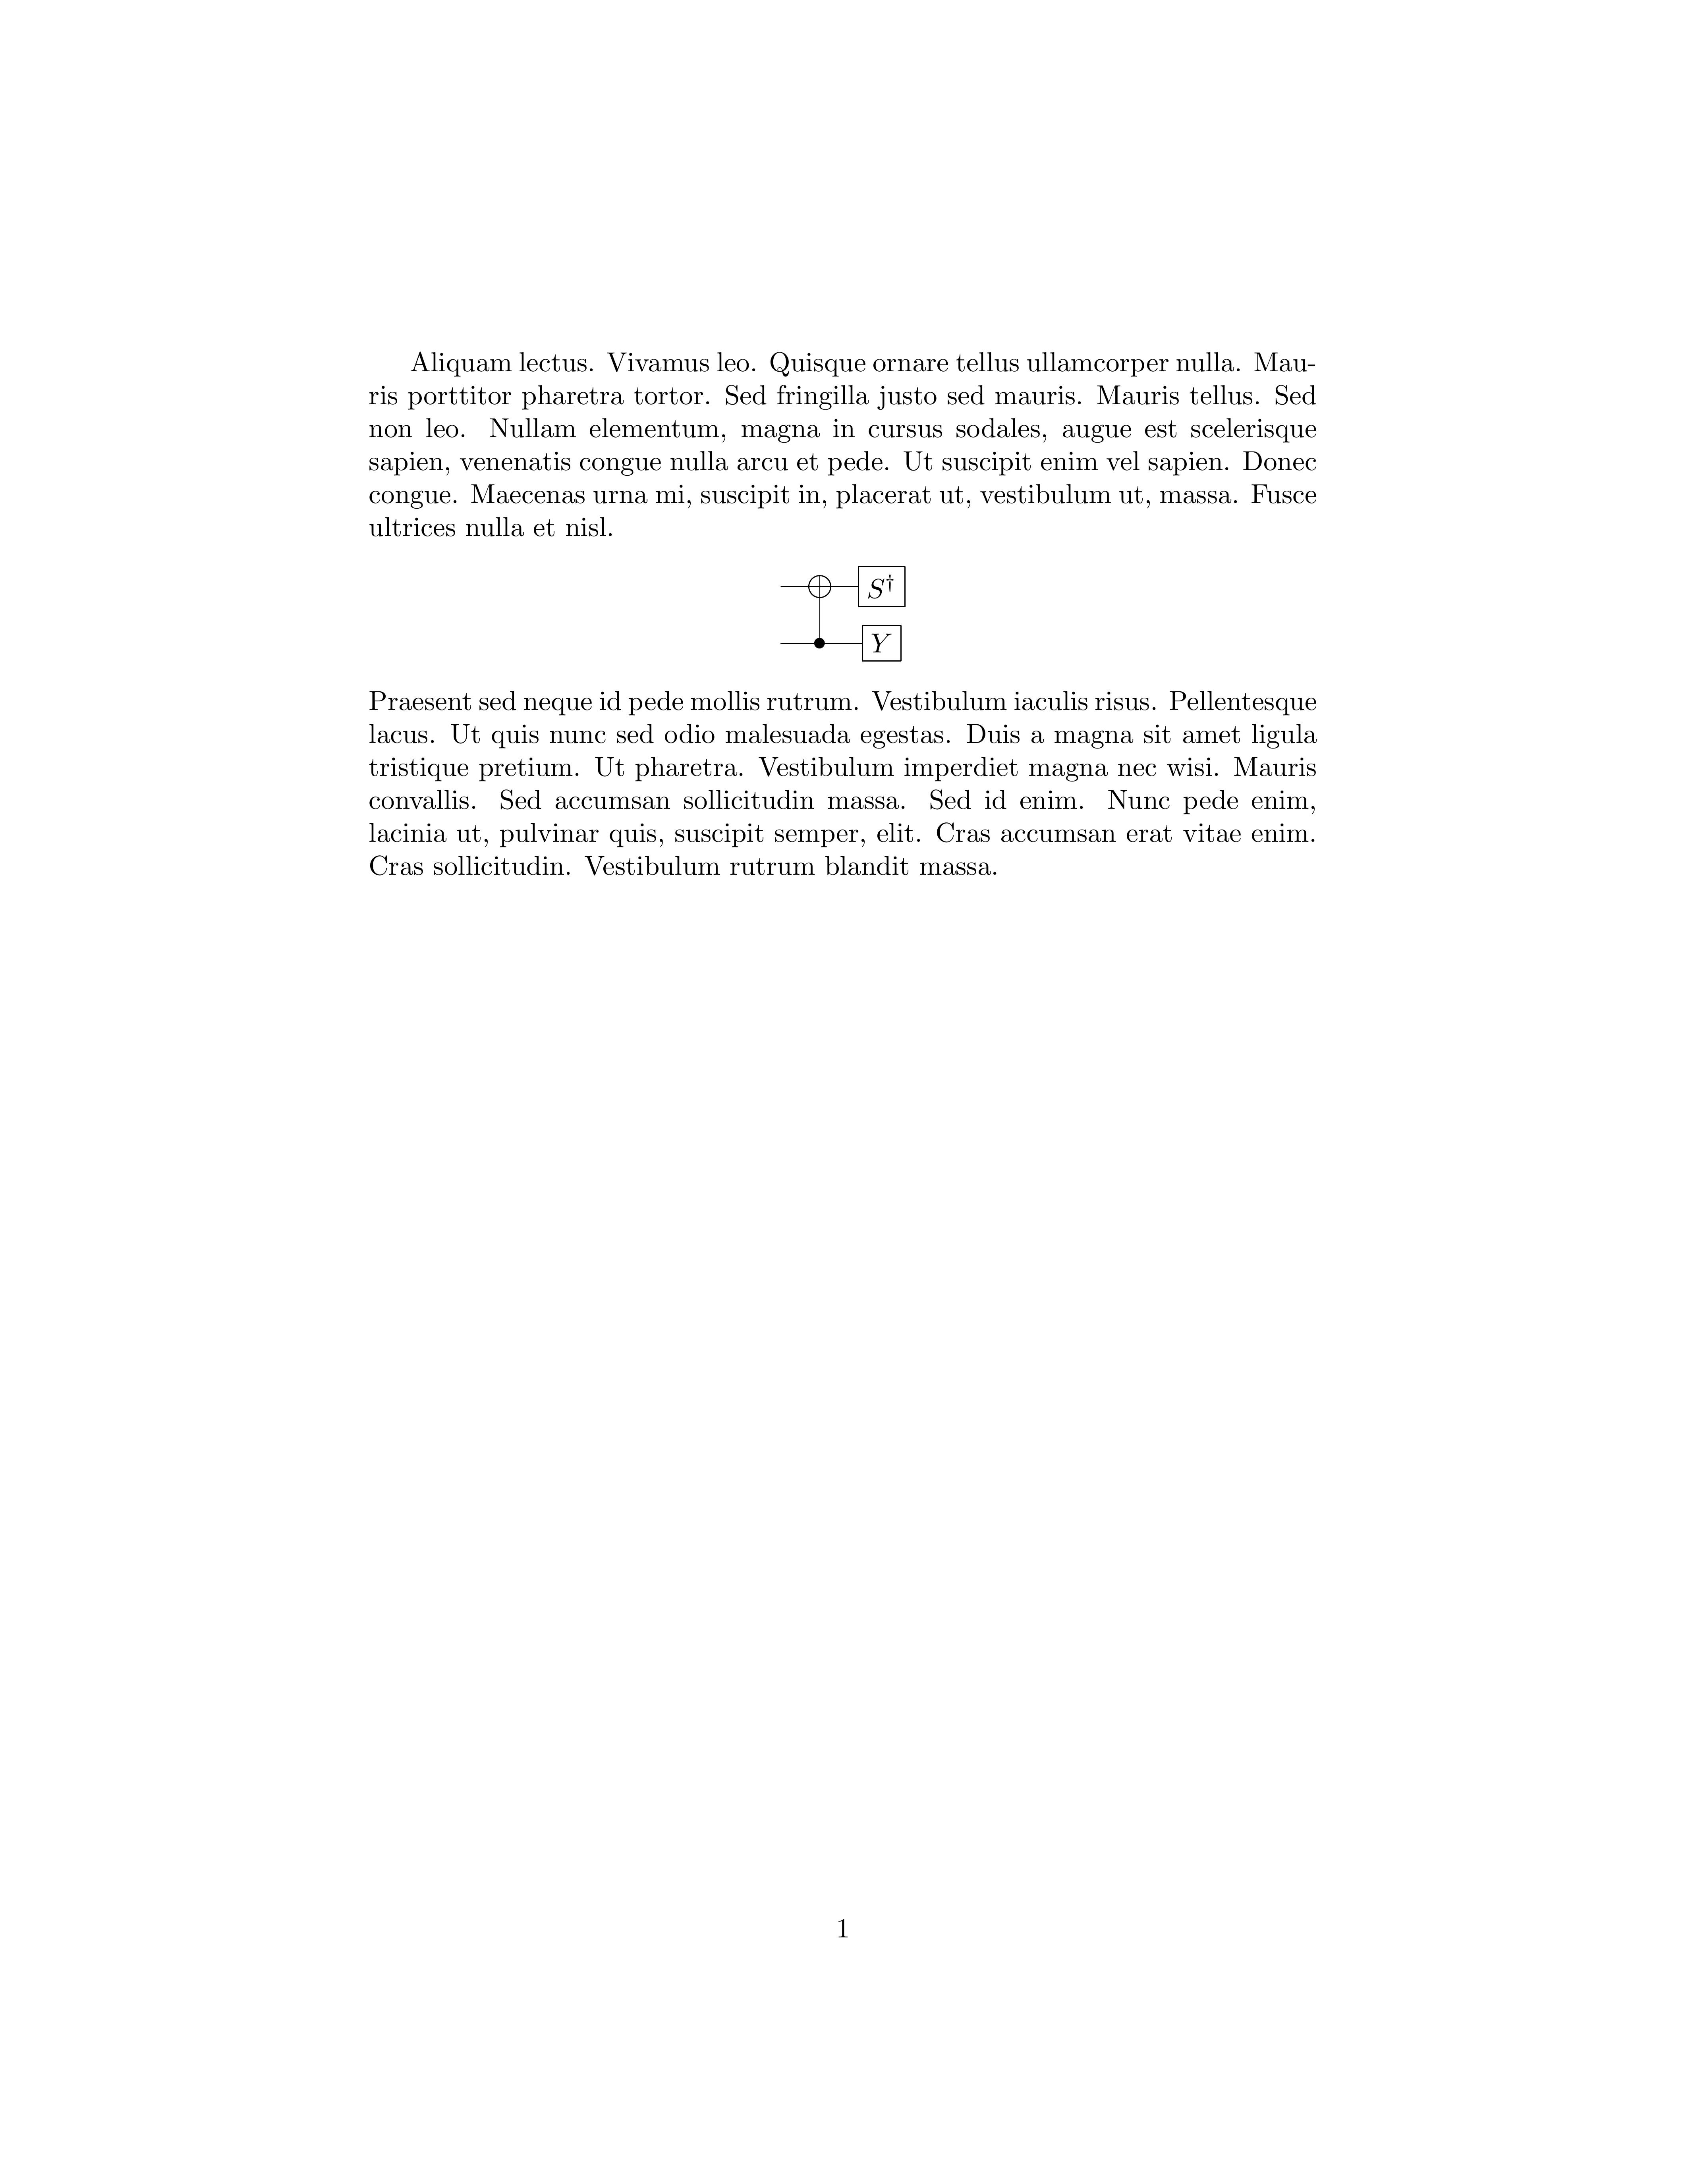 Aliquam lectus. Vivamus leo. Quisque ornare tellus ullamcorper nulla. Mau-
ris porttitor pharetra tortor. Sed fringilla justo sed mauris. Mauris tellus. Sed
non leo. Nullam elementum, magna in cursus sodales, augue est scelerisque
sapien, venenatis congue nulla arcu et pede. Ut suscipit enim vel sapien. Donec
congue. Maecenas urna mi, suscipit in, placerat ut, vestibulum ut, massa. Fusce
ultrices nulla et nisl.
S†
Y
Praesent sed neque id pede mollis rutrum. Vestibulum iaculis risus. Pellentesque
lacus. Ut quis nunc sed odio malesuada egestas. Duis a magna sit amet ligula
tristique pretium. Ut pharetra. Vestibulum imperdiet magna nec wisi. Mauris
convallis. Sed accumsan sollicitudin massa. Sed id enim. Nunc pede enim,
lacinia ut, pulvinar quis, suscipit semper, elit. Cras accumsan erat vitae enim.
Cras sollicitudin. Vestibulum rutrum blandit massa.
1